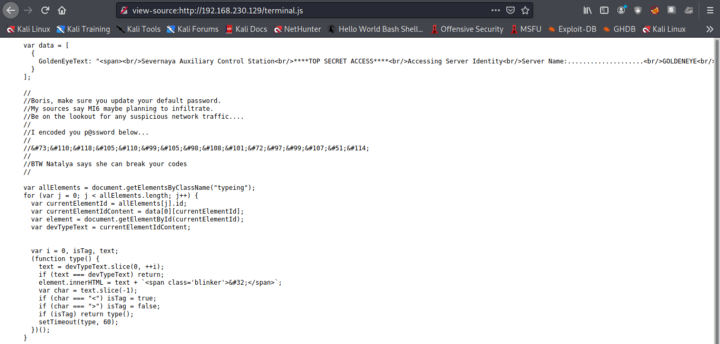 view-source:http://192.168.230.129/terminal.js
Kali Linux Kali Training Kali Tools Kali Forums Kali Docs NetHunter Hello World Bash Shell... Offensive Security MSFU Exploit-DB GHDB Kali Linux
var data = [
{
GoldenEyeText: "<span><br/>Severnaya Auxiliary Control Station<br/>****TOP SECRET ACCESS****<br/>Accessing Server Identity<br/>Server Name:....................<br/>GOLDENEYE<br/>
}
];
//
//Boris, make sure you update your default password.
//My sources say MI6 maybe planning to infiltrate.
//Be on the lookout for any suspicious network traffic....
//
//I encoded you p@ssword below...
//
//&#73;&#110;&#118;&#105;&#110;&#99;&#105;&#98;&#108;&#101;&#72;&#97;&#99;&#107;&#51;&#114;
//
//BTW Natalya says she can break your codes
//
var allElements = document.getElementsByClassName("typeing");
for (var j = 0; j < allElements.length; j++) {
var currentElementId = allElements[j].id;
var currentElementIdContent = data[0][currentElementId];
var element = document.getElementById(currentElementId);
var devTypeText = currentElementIdContent;
var i = 0, isTag, text;
(function type() {
text = devTypeText.slice(0, ++i);
if (text === devTypeText) return;
element.innerHTML = text + `<span class='blinker'>&#32;</span>`;
var char = text.slice(-1);
if (char === "<") isTag = true;
if (char === ">") isTag = false;
if (isTag) return type();
setTimeout(type, 60);
})();
}